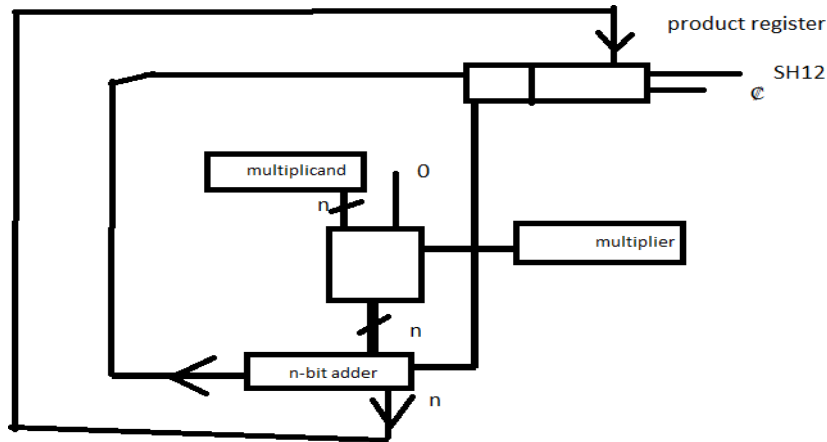 product register
SH12
ȼ
multiplicand
0
n
multiplier
n
n-bit adder
n